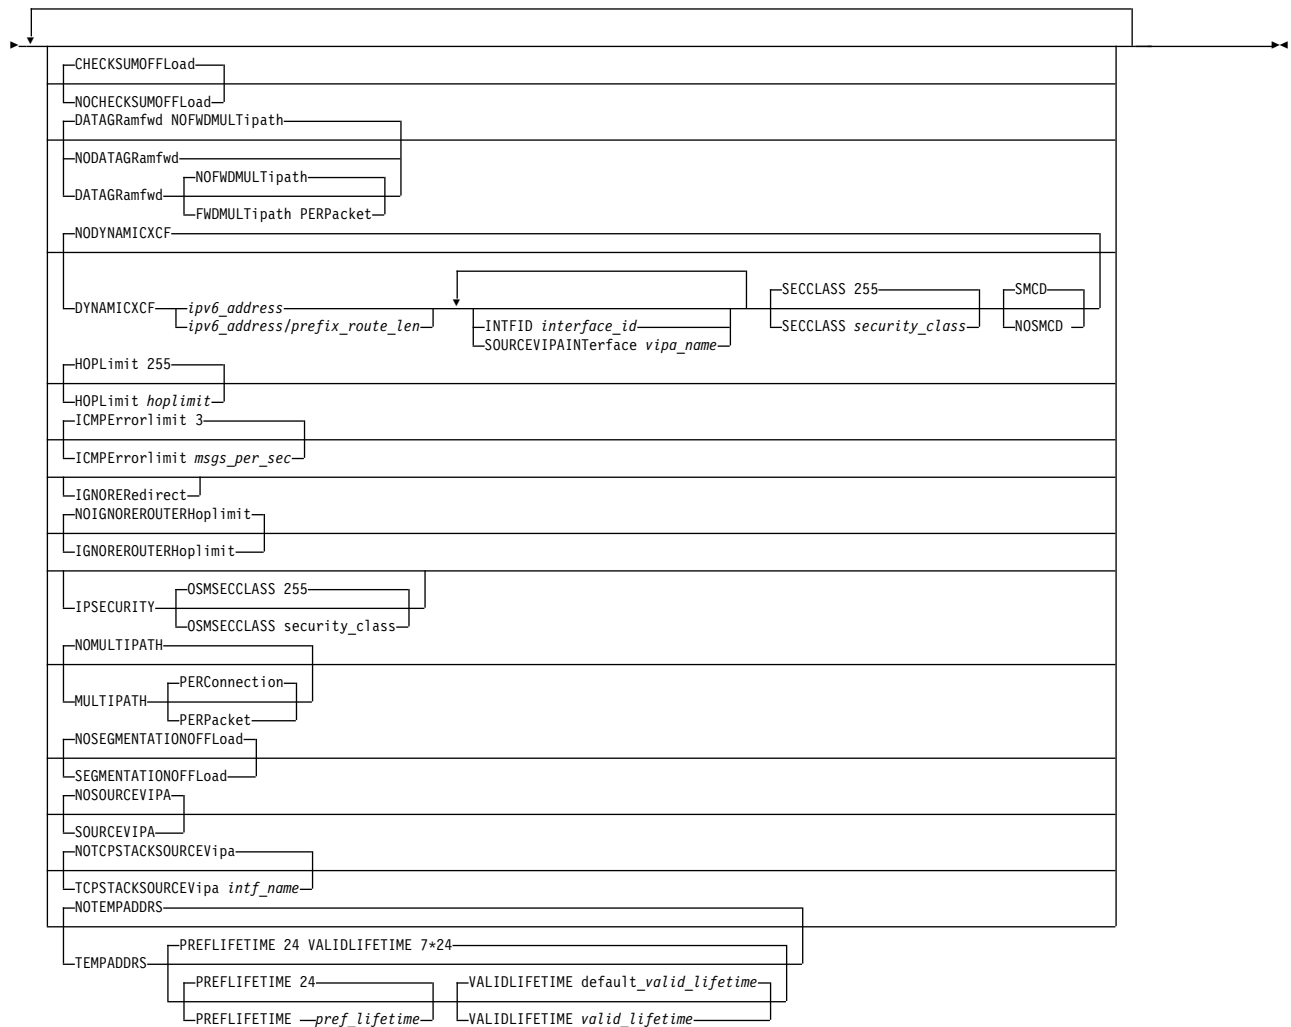 CHECKSUMOFFLoad
NOCHECKSUMOFFLoad
DATAGRamfwd NOFWDMULTipath
NODATAGRamfwd
NOFWDMULTipath
DATAGRamfwd
FWDMULTipath PERPacket
NODYNAMICXCF
SECCLASS 255 SMCD
DYNAMICXCF ipv6_address
ipv6_address/prefix_route_len INTFID interface_id SECCLASS security_class NOSMCD
SOURCEVIPAINTerface vipa_name
HOPLimit 255
HOPLimit hoplimit
ICMPErrorlimit 3
ICMPErrorlimit msgs_per_sec
IGNORERedirect
NOIGNOREROUTERHoplimit
IGNOREROUTERHoplimit
OSMSECCLASS 255
IPSECURITY
OSMSECCLASS security_class
NOMULTIPATH
PERConnection
MULTIPATH
PERPacket
NOSEGMENTATIONOFFLoad
SEGMENTATIONOFFLoad
NOSOURCEVIPA
SOURCEVIPA
NOTCPSTACKSOURCEVipa
TCPSTACKSOURCEVipa intf_name
NOTEMPADDRS
PREFLIFETIME 24 VALIDLIFETIME 7*24
TEMPADDRS
PREFLIFETIME 24 VALIDLIFETIME default_valid_lifetime
PREFLIFETIME pref_lifetime VALIDLIFETIME valid_lifetime